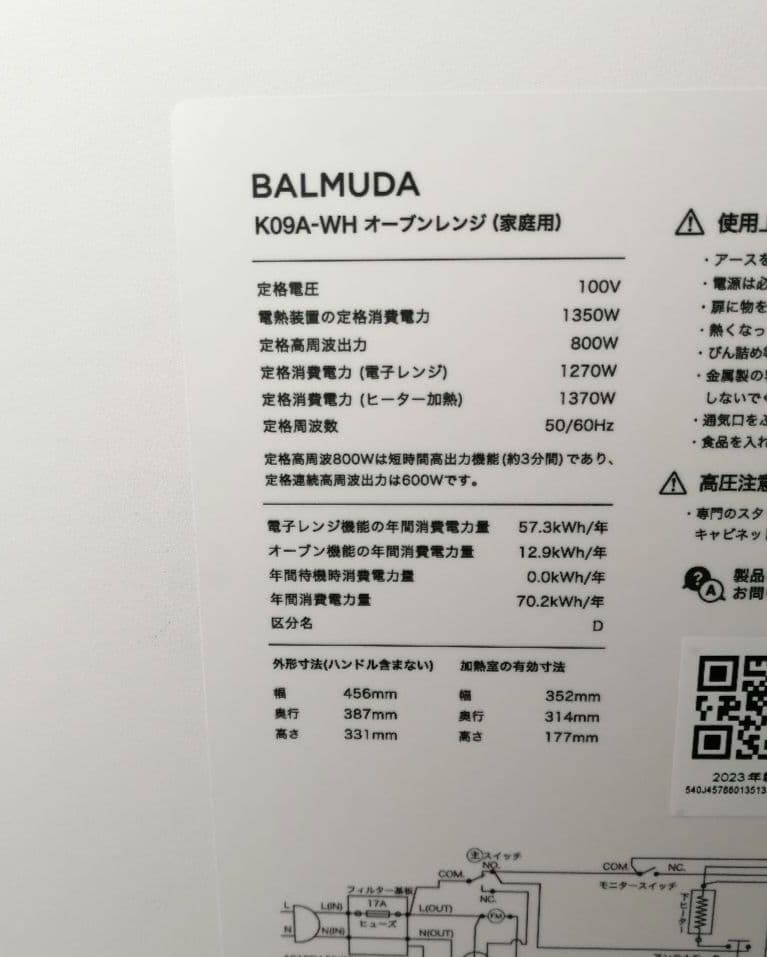 BALMUDA
K09A-WH オーブンレンジ (家庭用)
定格電圧 100V
電熱装置の定格消費電力 1350W
定格高周波出力 800W
定格消費電力 (電子レンジ) 1270W
定格消費電力 (ヒーター加熱) 1370W
定格周波数 50/60Hz
定格高周波800Wは短時間高出力機能(約3分間)であり、
定格連続高周波出力は600Wです。
電子レンジ機能の年間消費電力量 57.3kWh/年
オーブン機能の年間消費電力量 12.9kWh/年
年間待機時消費電力量 0.0kWh/年
年間消費電力量 70.2kWh/年
区分名 D
外形寸法(ハンドル含まない) 加熱室の有効寸法
幅 456mm 幅 352mm
奥行 387mm 奥行 314mm
高さ 331mm 高さ 177mm
使用上
・アースを
・電源は必
・扉に物を
・熱くなっ
・びん詰め等
・金属製の
しないで
・通気口をふ
・食品を入れ
高圧注意
・専門のスタ
キャビネット
?
A
製品
お問
2023年
540J45786013513
主スイッチ
NO.
COM.
NC.
COM.
NC.
モニタースイッチ
フィルター基板
17A
ヒューズ
L
L(IN)
L(OUT)
N
N(IN)
N(OUT)
FM
下ヒーター